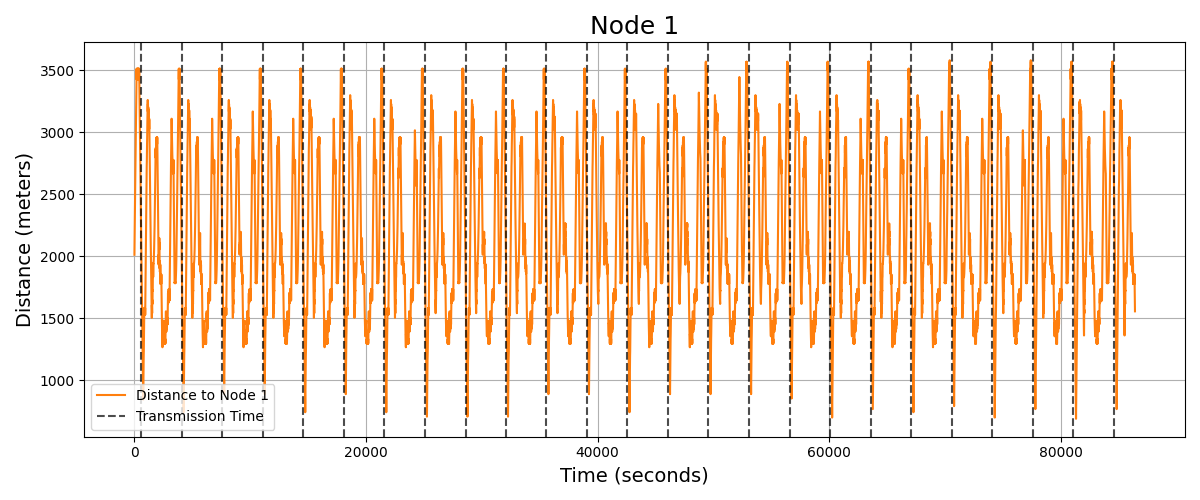 Node 1
Distance (meters)
3500
3000
2500
2000
1500
1000
Distance to Node 1
Transmission Time
0
20000
40000
60000
80000
Time (seconds)